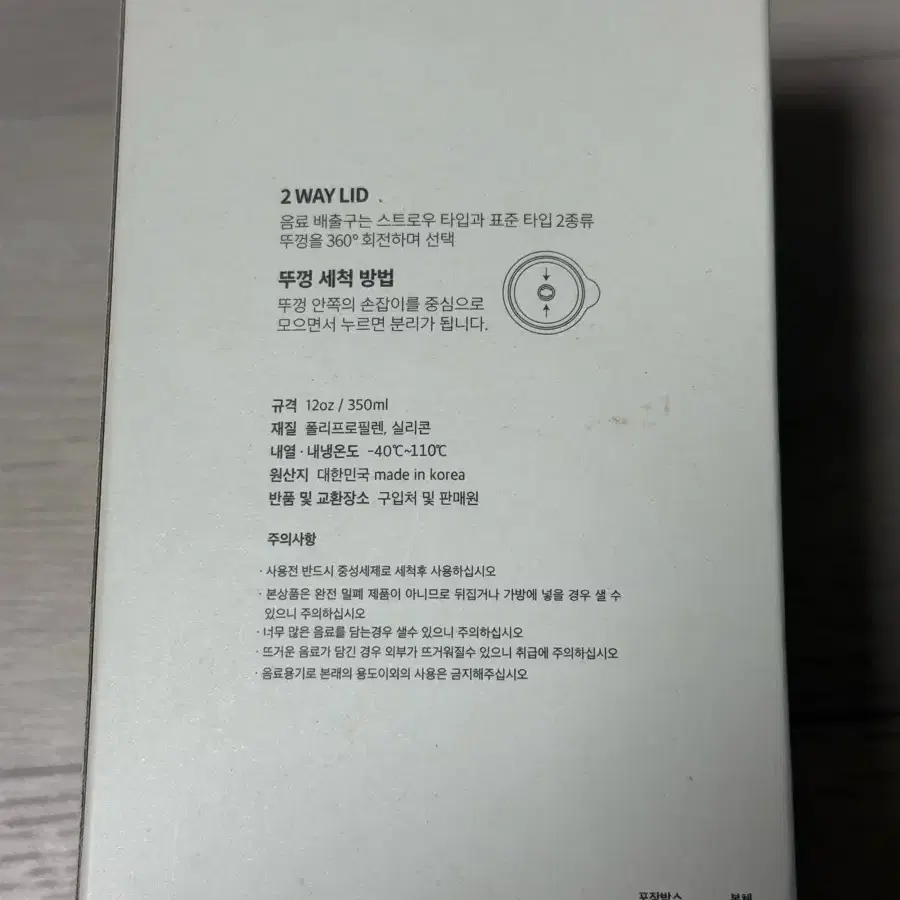 2 WAY LID
음료 배출구는 스트로우 타입과 표준 타입 2종류
뚜껑을 360° 회전하며 선택
뚜껑 세척 방법
뚜껑 안쪽의 손잡이를 중심으로
모으면서 누르면 분리가 됩니다.
규격 12oz / 350ml
재질 폴리프로필렌, 실리콘
내열 · 내냉온도 -40℃~110℃
원산지 대한민국 made in korea
반품 및 교환장소 구입처 및 판매원
주의사항
· 사용전 반드시 중성세제로 세척후 사용하십시오
· 본상품은 완전 밀폐 제품이 아니므로 뒤집거나 가방에 넣을 경우 샐 수
있으니 주의하십시오
· 너무 많은 음료를 담는경우 샐수 있으니 주의하십시오
· 뜨거운 음료가 담긴 경우 외부가 뜨거워질수 있으니 취급에 주의하십시오
· 음료용기로 본래의 용도이외의 사용은 금지해주십시오
포장박스 본체